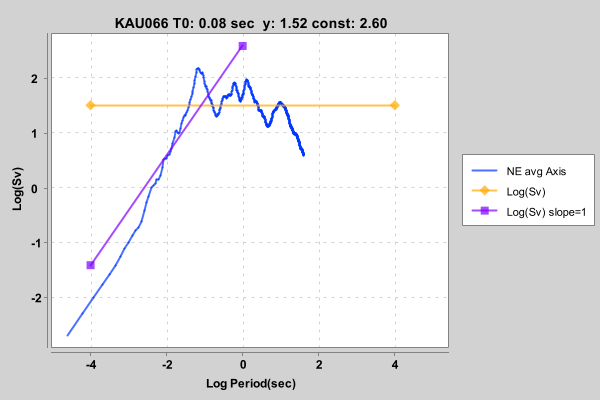 KAU066 T0: 0.08 sec  y: 1.52 const: 2.60
Log(Sv)
2
1
0
-1
-2
-4
-2
0
2
4
Log Period(sec)
NE avg Axis
Log(Sv)
Log(Sv) slope=1